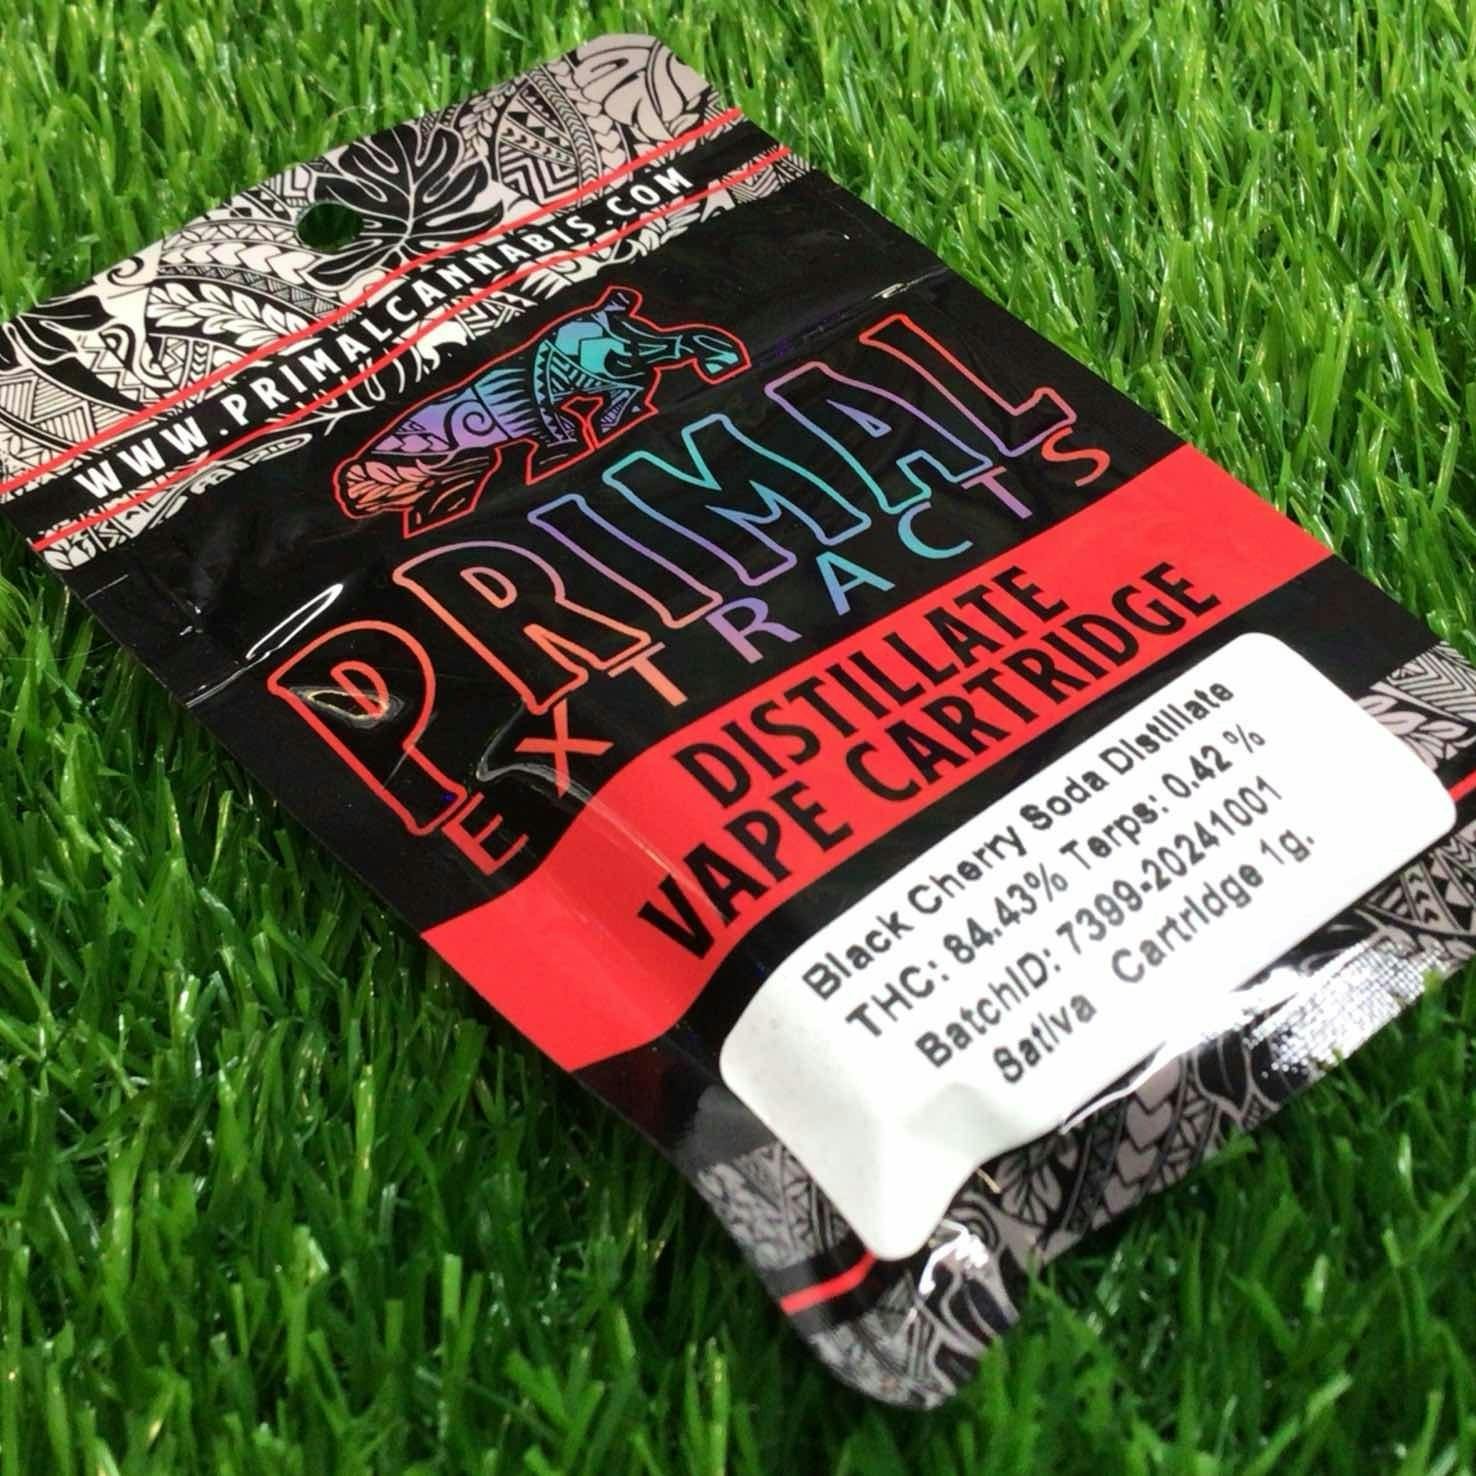 WWW.PRIMALCANNABIS.COM
PRIMAL
EXTRACTS
DISTILLATE
VAPE CARTRIDGE
Black Cherry Soda Distillate
THC: 84.43% Terps: 0.42 %
BatchID: 7399-20241001
Sativa Cartridge 1g.